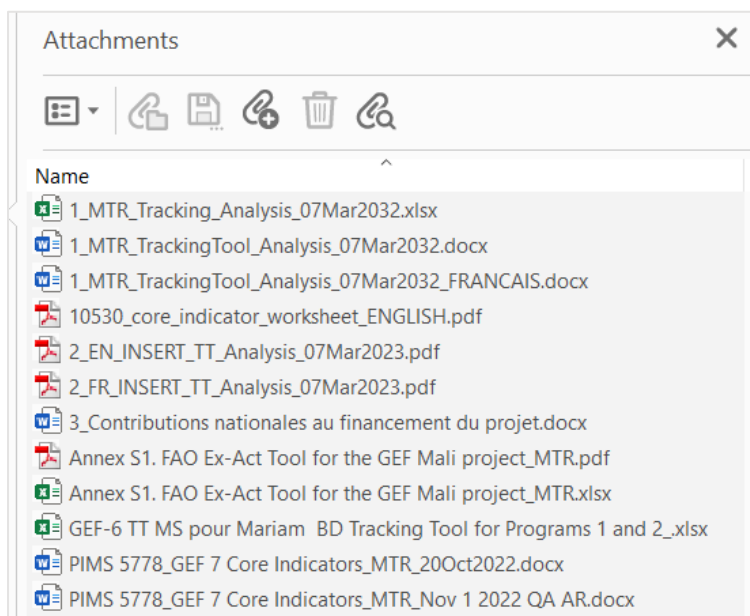 Attachments
Name
1_MTR_Tracking_Analysis_07Mar2032.xlsx
1_MTR_TrackingTool_Analysis_07Mar2032.docx
1_MTR_TrackingTool_Analysis_07Mar2032_FRANCAIS.docx
10530_core_indicator_worksheet_ENGLISH.pdf
2_EN_INSERT_TT_Analysis_07Mar2023.pdf
2_FR_INSERT_TT_Analysis_07Mar2023.pdf
3_Contributions nationales au financement du projet.docx
Annex S1. FAO Ex-Act Tool for the GEF Mali project_MTR.pdf
Annex S1. FAO Ex-Act Tool for the GEF Mali project_MTR.xlsx
GEF-6 TT MS pour Mariam  BD Tracking Tool for Programs 1 and 2_.xlsx
PIMS 5778_GEF 7 Core Indicators_MTR_20Oct2022.docx
PIMS 5778_GEF 7 Core Indicators_MTR_Nov 1 2022 QA AR.docx